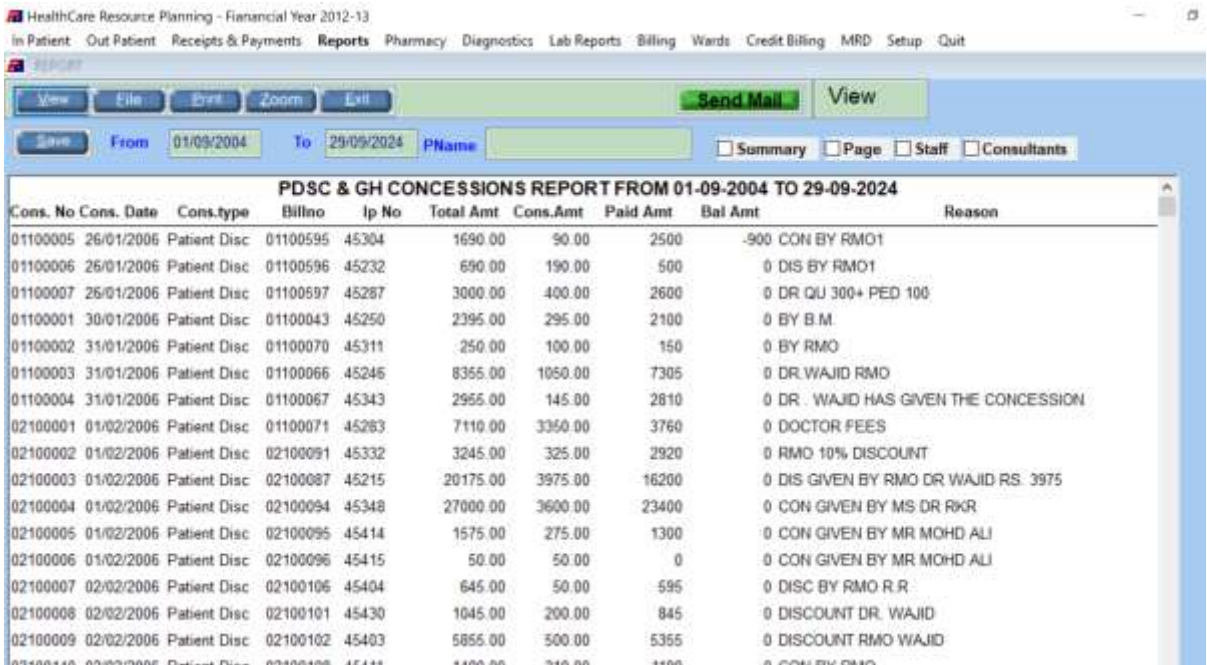 HealthCare Resource Planning - Fianancial Year 2012-13
In Patient Out Patient Receipts & Payments Reports Pharmacy Diagnostics Lab Reports Billing Wards Credit Billing MRD Setup Quit
REPORT
View File Print Zoom Exit Send Mail View
Save From 01/09/2004 To 29/09/2024 PName Summary Page Staff Consultants
PDSC & GH CONCESSIONS REPORT FROM 01-09-2004 TO 29-09-2024
Cons. No Cons. Date Cons.type Billno Ip No Total Amt Cons.Amt Paid Amt Bal Amt Reason
01100005 26/01/2006 Patient Disc 01100595 45304 1690.00 90.00 2500 -900 CON BY RMO1
01100006 26/01/2006 Patient Disc 01100596 45232 690.00 190.00 500 0 DIS BY RMO1
01100007 26/01/2006 Patient Disc 01100597 45287 3000.00 400.00 2600 0 DR QU 300+ PED 100
01100001 30/01/2006 Patient Disc 01100043 45250 2395.00 295.00 2100 0 BY B.M.
01100002 31/01/2006 Patient Disc 01100070 45311 250.00 100.00 150 0 BY RMO
01100003 31/01/2006 Patient Disc 01100066 45246 8355.00 1050.00 7305 0 DR.WAJID RMO
01100004 31/01/2006 Patient Disc 01100067 45343 2955.00 145.00 2810 0 DR . WAJID HAS GIVEN THE CONCESSION
02100001 01/02/2006 Patient Disc 01100071 45283 7110.00 3350.00 3760 0 DOCTOR FEES
02100002 01/02/2006 Patient Disc 02100091 45332 3245.00 325.00 2920 0 RMO 10% DISCOUNT
02100003 01/02/2006 Patient Disc 02100087 45215 20175.00 3975.00 16200 0 DIS GIVEN BY RMO DR WAJID RS. 3975
02100004 01/02/2006 Patient Disc 02100094 45348 27000.00 3600.00 23400 0 CON GIVEN BY MS DR RKR
02100005 01/02/2006 Patient Disc 02100095 45414 1575.00 275.00 1300 0 CON GIVEN BY MR MOHD ALI
02100006 01/02/2006 Patient Disc 02100096 45415 50.00 50.00 0 0 CON GIVEN BY MR MOHD ALI
02100007 02/02/2006 Patient Disc 02100106 45404 645.00 50.00 595 0 DISC BY RMO R.R
02100008 02/02/2006 Patient Disc 02100101 45430 1045.00 200.00 845 0 DISCOUNT DR. WAJID
02100009 02/02/2006 Patient Disc 02100102 45403 5855.00 500.00 5355 0 DISCOUNT RMO WAJID